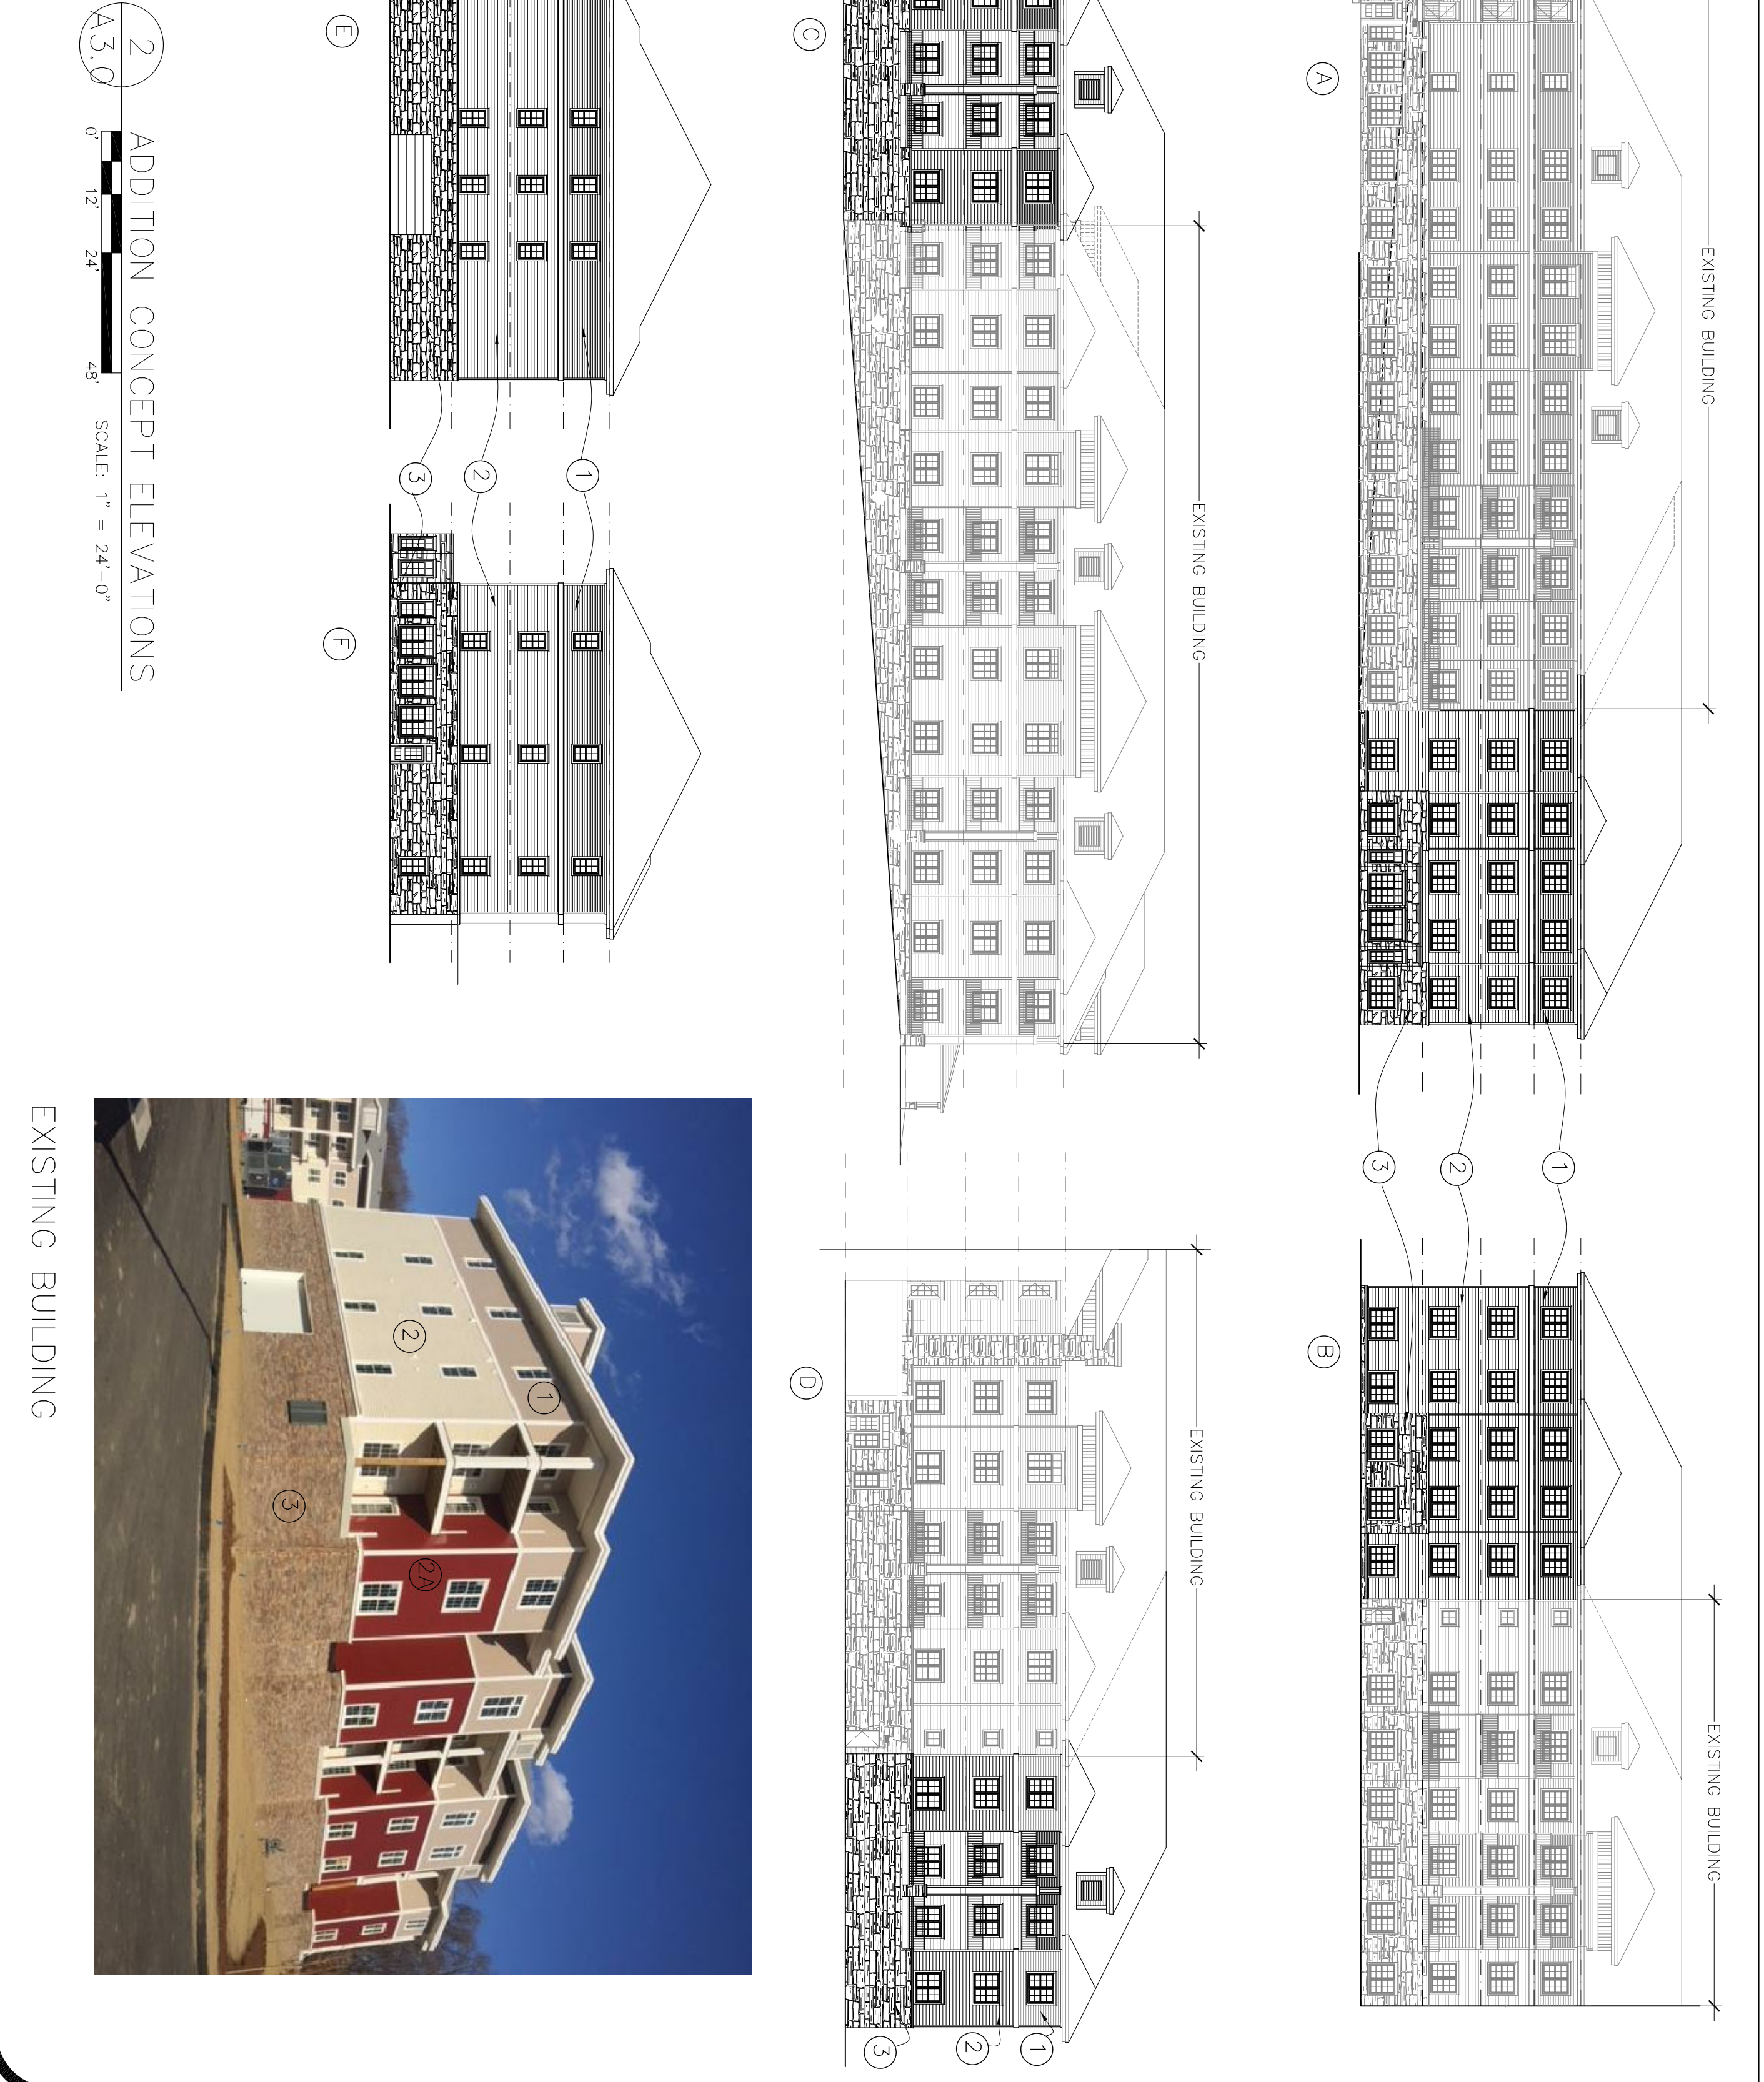 EXISTING BUILDING
A
1
2
3
EXISTING BUILDING
B
EXISTING BUILDING
C
EXISTING BUILDING
D
1
2
3
E
1
2
3
F
2
A3.0
ADDITION CONCEPT ELEVATIONS
0' 12' 24' 48'
SCALE: 1" = 24'-0"
1
2
2A
3
EXISTING BUILDING